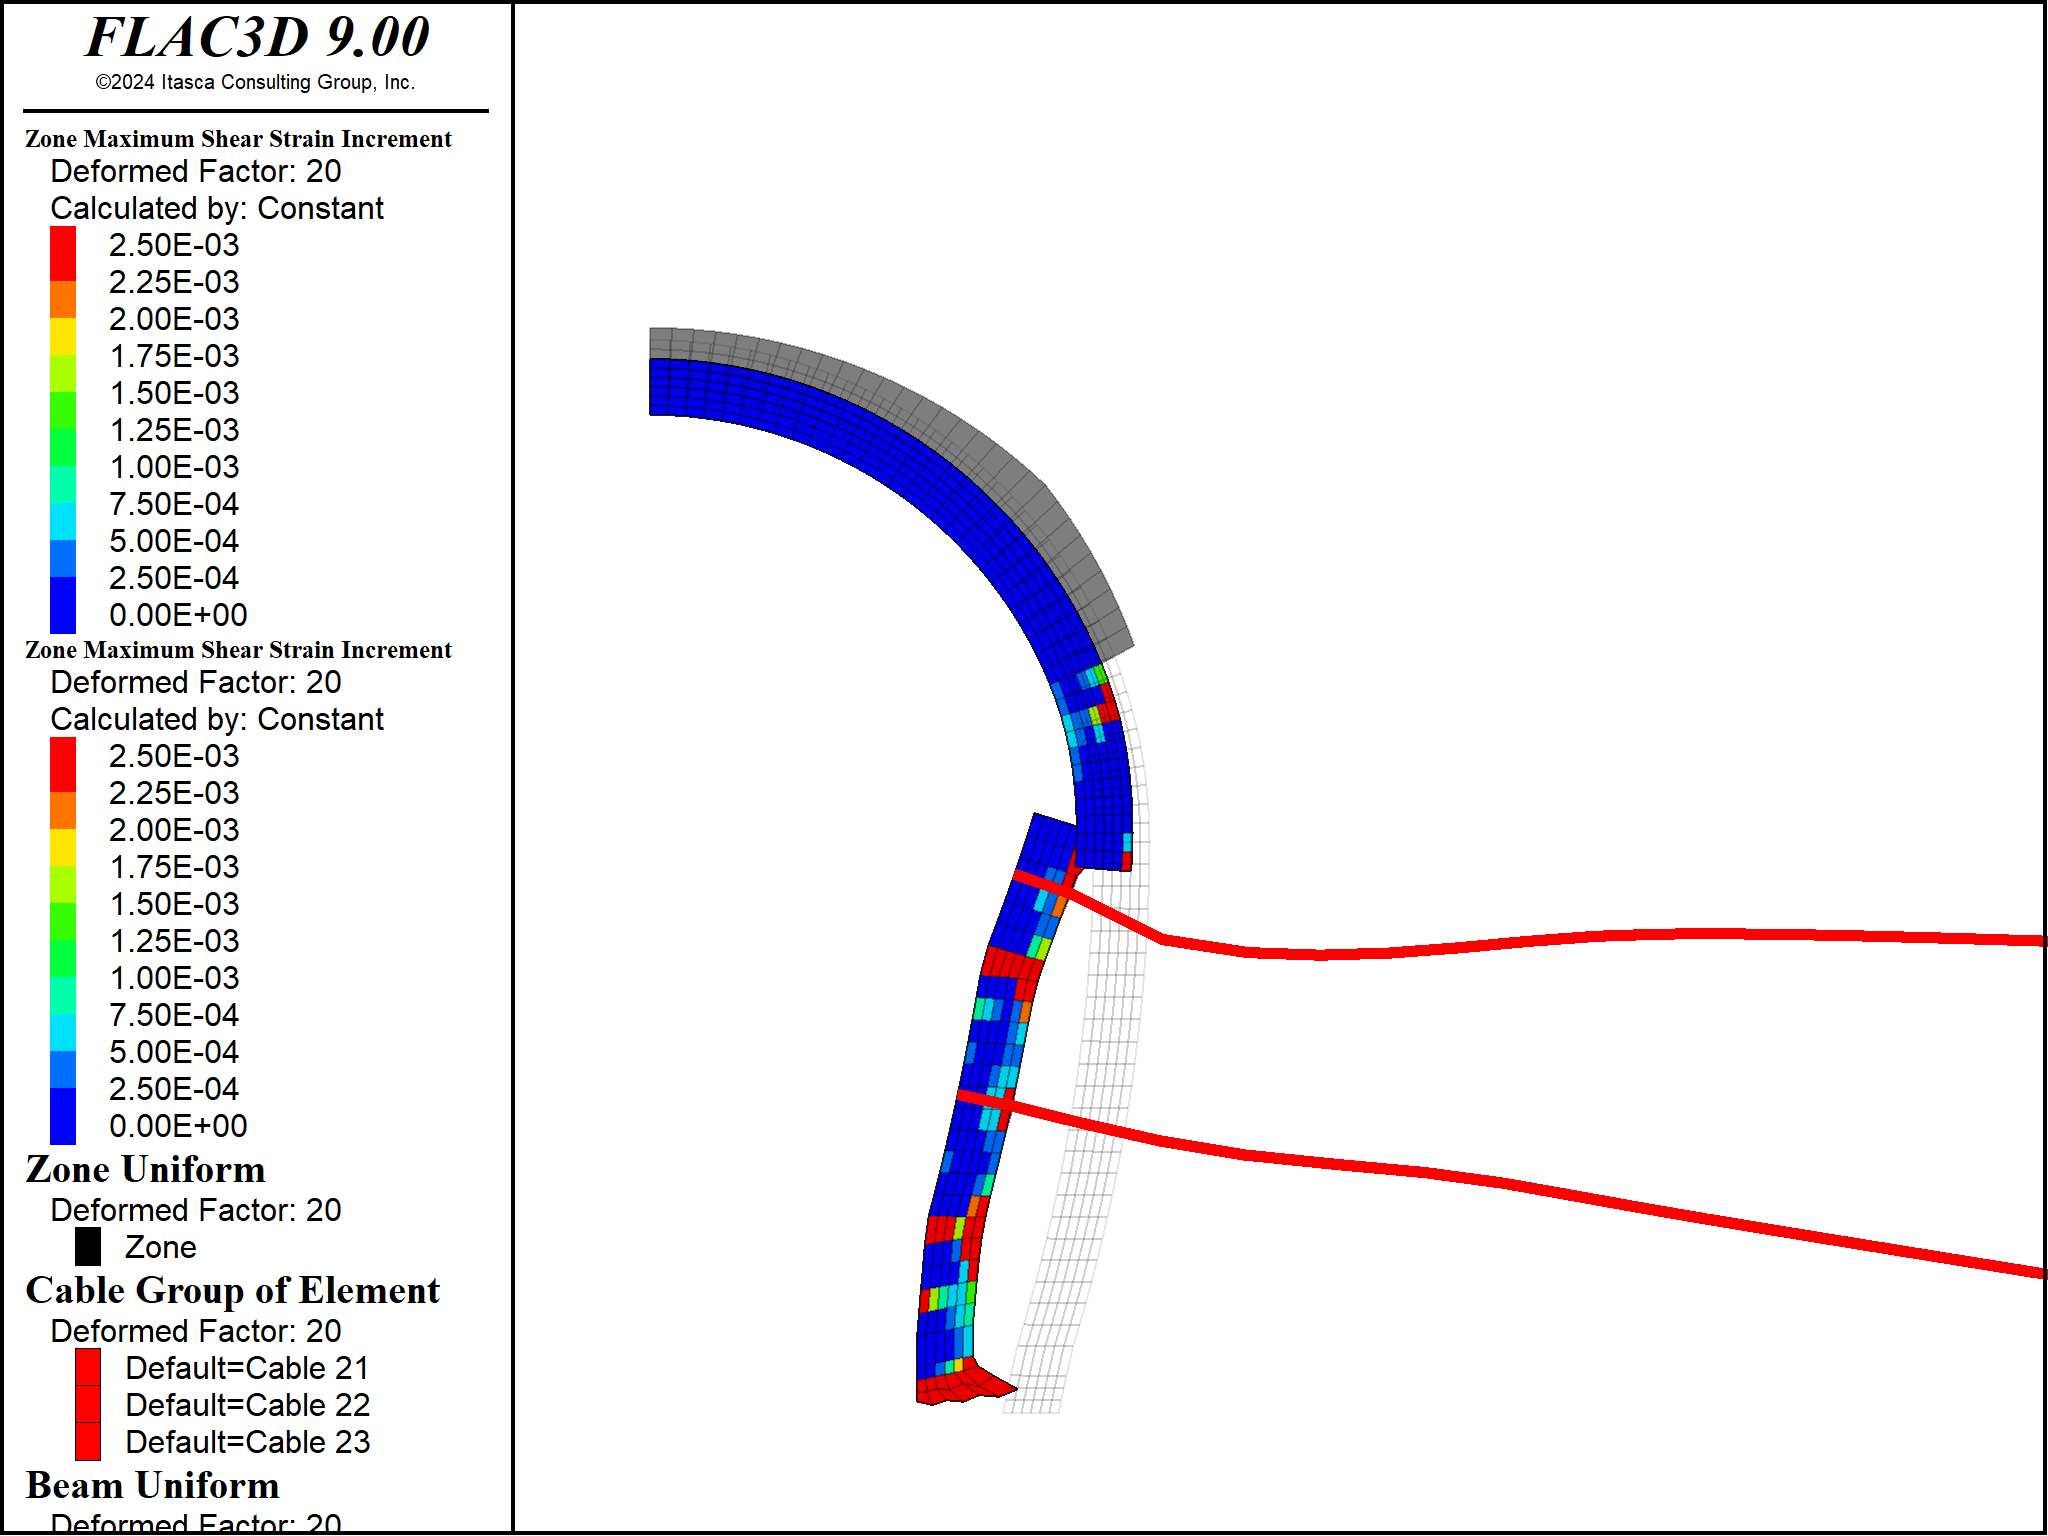 FLAC3D 9.00
©2024 Itasca Consulting Group, Inc.
Zone Maximum Shear Strain Increment
Deformed Factor: 20
Calculated by: Constant
2.50E-03
2.25E-03
2.00E-03
1.75E-03
1.50E-03
1.25E-03
1.00E-03
7.50E-04
5.00E-04
2.50E-04
0.00E+00
Zone Maximum Shear Strain Increment
Deformed Factor: 20
Calculated by: Constant
2.50E-03
2.25E-03
2.00E-03
1.75E-03
1.50E-03
1.25E-03
1.00E-03
7.50E-04
5.00E-04
2.50E-04
0.00E+00
Zone Uniform
Deformed Factor: 20
Zone
Cable Group of Element
Deformed Factor: 20
Default=Cable 21
Default=Cable 22
Default=Cable 23
Beam Uniform
Deformed Factor: 20